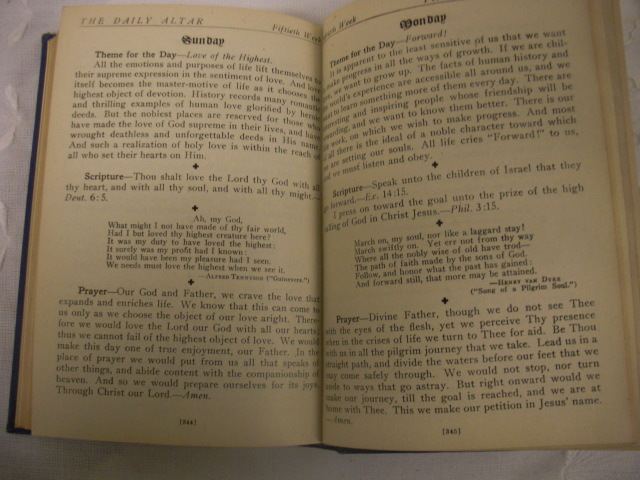 THE DAILY ALTAR
Fiftieth Week
Sunday
Theme for the Day—Love of the Highest.
All the emotions and purposes of life lift themselves to
their supreme expression in the sentiment of love. And love
itself becomes the master-motive of life as it chooses the
highest object of devotion. History records many romantic
and thrilling examples of human love glorified by heroic
deeds. But the noblest places are reserved for those who
have made the love of God supreme in their lives, and have
wrought deathless and unforgettable deeds in His name.
And such a realization of holy love is within the reach of
all who set their hearts on Him.
Scripture—Thou shalt love the Lord thy God with all
thy heart, and with all thy soul, and with all thy might.—
Deut. 6:5.
Ah, my God,
What might I not have made of thy fair world,
Had I but loved thy highest creature here?
It was my duty to have loved the highest:
It surely was my profit had I known:
It would have been my pleasure had I seen.
We needs must love the highest when we see it.
—Alfred Tennyson ("Guinevere.")
Prayer—Our God and Father, we crave the love that
expands and enriches life. We know that this can come to
us only as we choose the object of our love aright. There-
fore we would love the Lord our God with all our hearts;
thus we cannot fail of the highest object of love. We would
make this day one of true enjoyment, our Father. In the
place of prayer we would put from us all that speaks of
other things, and abide content with the companionship of
heaven. And so we would prepare ourselves for its joys.
Through Christ our Lord.—Amen.
[344]
Week
Monday
Theme for the Day—Forward!
It is apparent to the least sensitive of us that we want
make progress in all the ways of growth. If we are chil-
we want to grow up. The facts of human history and
world's experience are accessible all around us, and we
to learn something more of them every day. There are
and inspiring people whose friendship will be
and we want to know them better. There is our
work, on which we wish to make progress. And most
all there is the ideal of a noble character toward which
are setting our souls. All life cries "Forward!" to us,
we must listen and obey.
Scripture—Speak unto the children of Israel that they
forward.—Ex. 14:15.
I press on toward the goal unto the prize of the high
of God in Christ Jesus.—Phil. 3:15.
March on, my soul, nor like a laggard stay!
March swiftly on. Yet err not from the way
Where all the nobly wise of old have trod—
The path of faith made by the sons of God.
Follow, and honor what the past has gained:
And forward still, that more may be attained.
—Henry van Dyke
("Song of a Pilgrim Soul.")
Prayer—Divine Father, though we do not see Thee
with the eyes of the flesh, yet we perceive Thy presence
when in the crises of life we turn to Thee for aid. Be Thou
with us in all the pilgrim journey that we take. Lead us in a
straight path, and divide the waters before our feet that we
may come safely through. We would not stop, nor turn
aside to ways that go astray. But right onward would we
make our journey, till the goal is reached, and we are at
home with Thee. This we make our petition in Jesus' name.
—Amen.
[345]